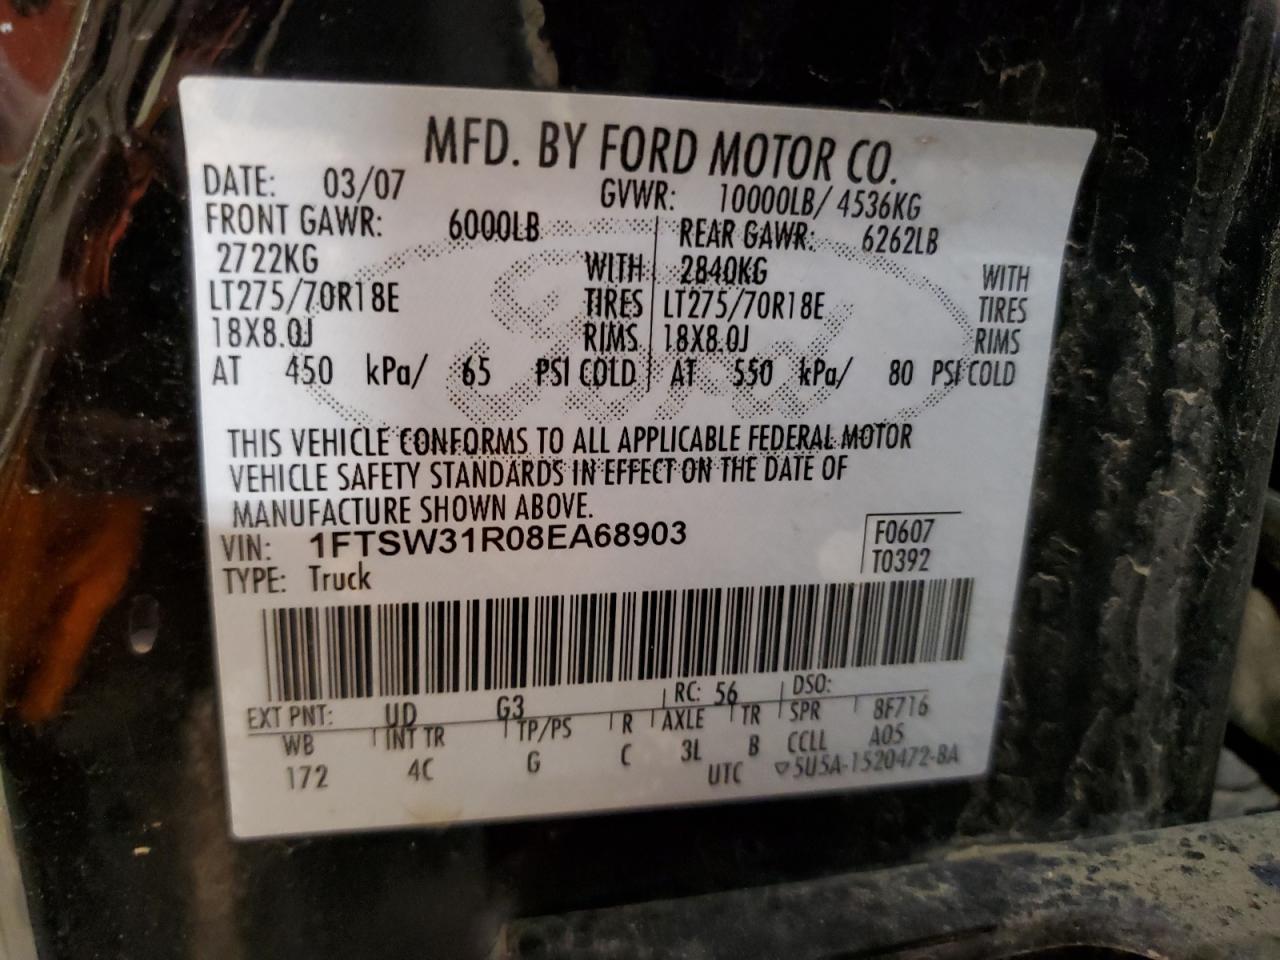 MFD. BY FORD MOTOR CO.
DATE: 03/07 GVWR: 10000LB/ 4536KG
FRONT GAWR: 6000LB REAR GAWR: 6262LB
2722KG WITH 2840KG WITH
LT275/70R18E TIRES LT275/70R18E TIRES
18X8.0J RIMS 18X8.0J RIMS
AT 450 kPa/ 65 PSI COLD AT 550 kPa/ 80 PSI COLD
THIS VEHICLE CONFORMS TO ALL APPLICABLE FEDERAL MOTOR
VEHICLE SAFETY STANDARDS IN EFFECT ON THE DATE OF
MANUFACTURE SHOWN ABOVE.
VIN: 1FTSW31R08EA68903 F0607
TYPE: Truck T0392
EXT PNT: UD G3 RC: 56 DSO:
WB INT TR TP/PS R AXLE TR SPR 8F716
172 4C G C 3L B CCLL A05
UTC ▽5U5A-1520472-BA
Ford